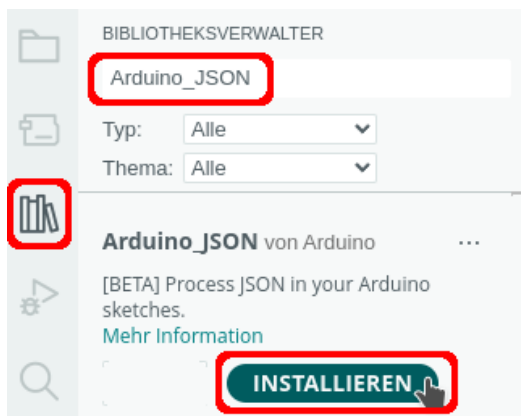 BIBLIOTHEKSVERWALTER
Arduino_JSON
Typ: Alle
Thema: Alle
Arduino_JSON von Arduino ...
[BETA] Process JSON in your Arduino
sketches.
Mehr Information
INSTALLIEREN